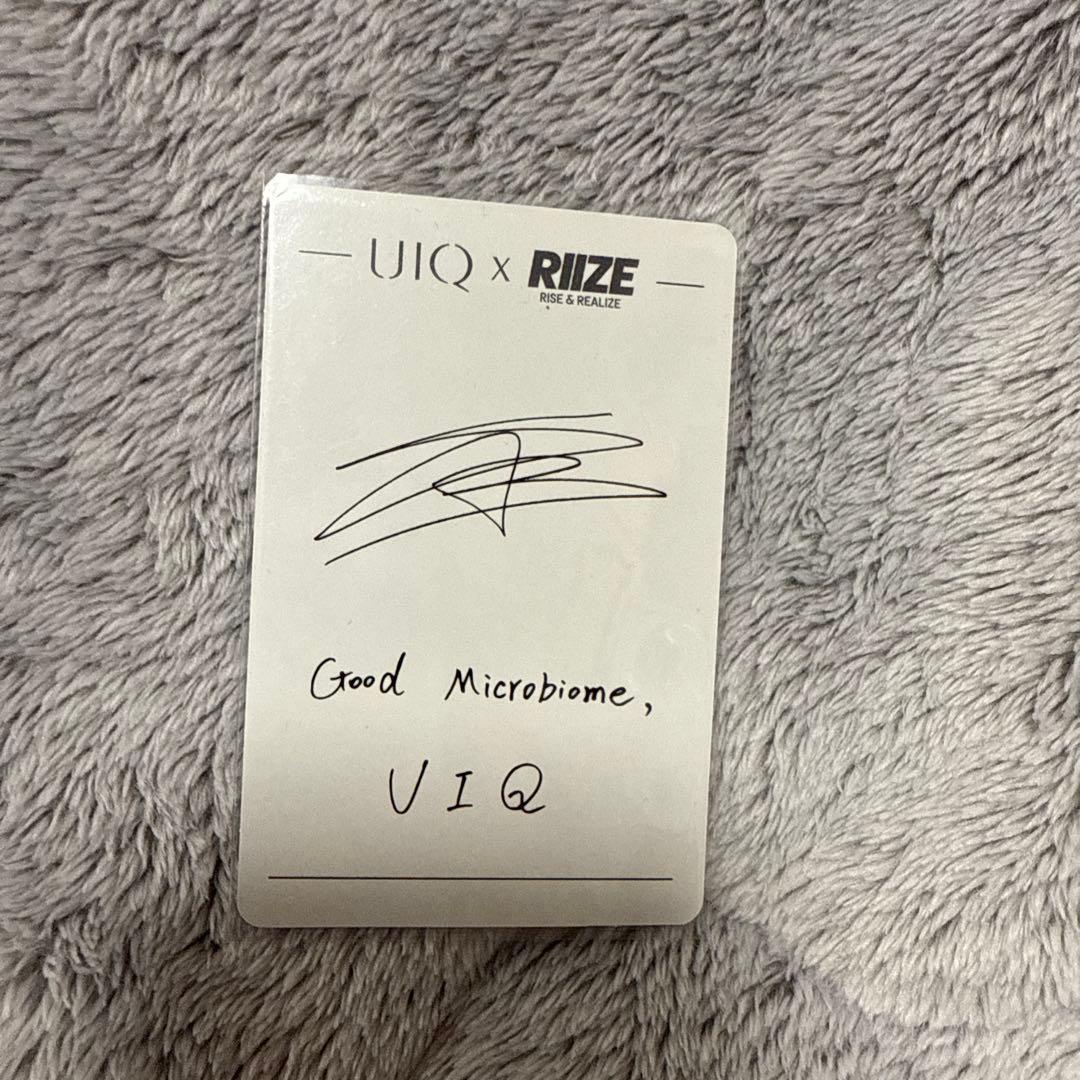 UIQ x RIIZE
RISE & REALIZE
Good Microbiome,
UIQ